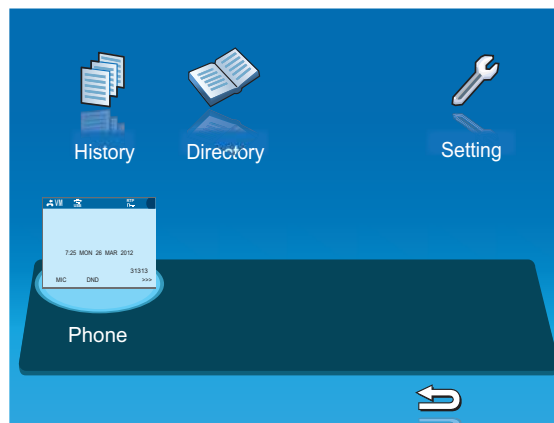 History
Directory
Setting
VM
7:25 MON 26 MAR 2012
31313
MIC DND >>>
Phone